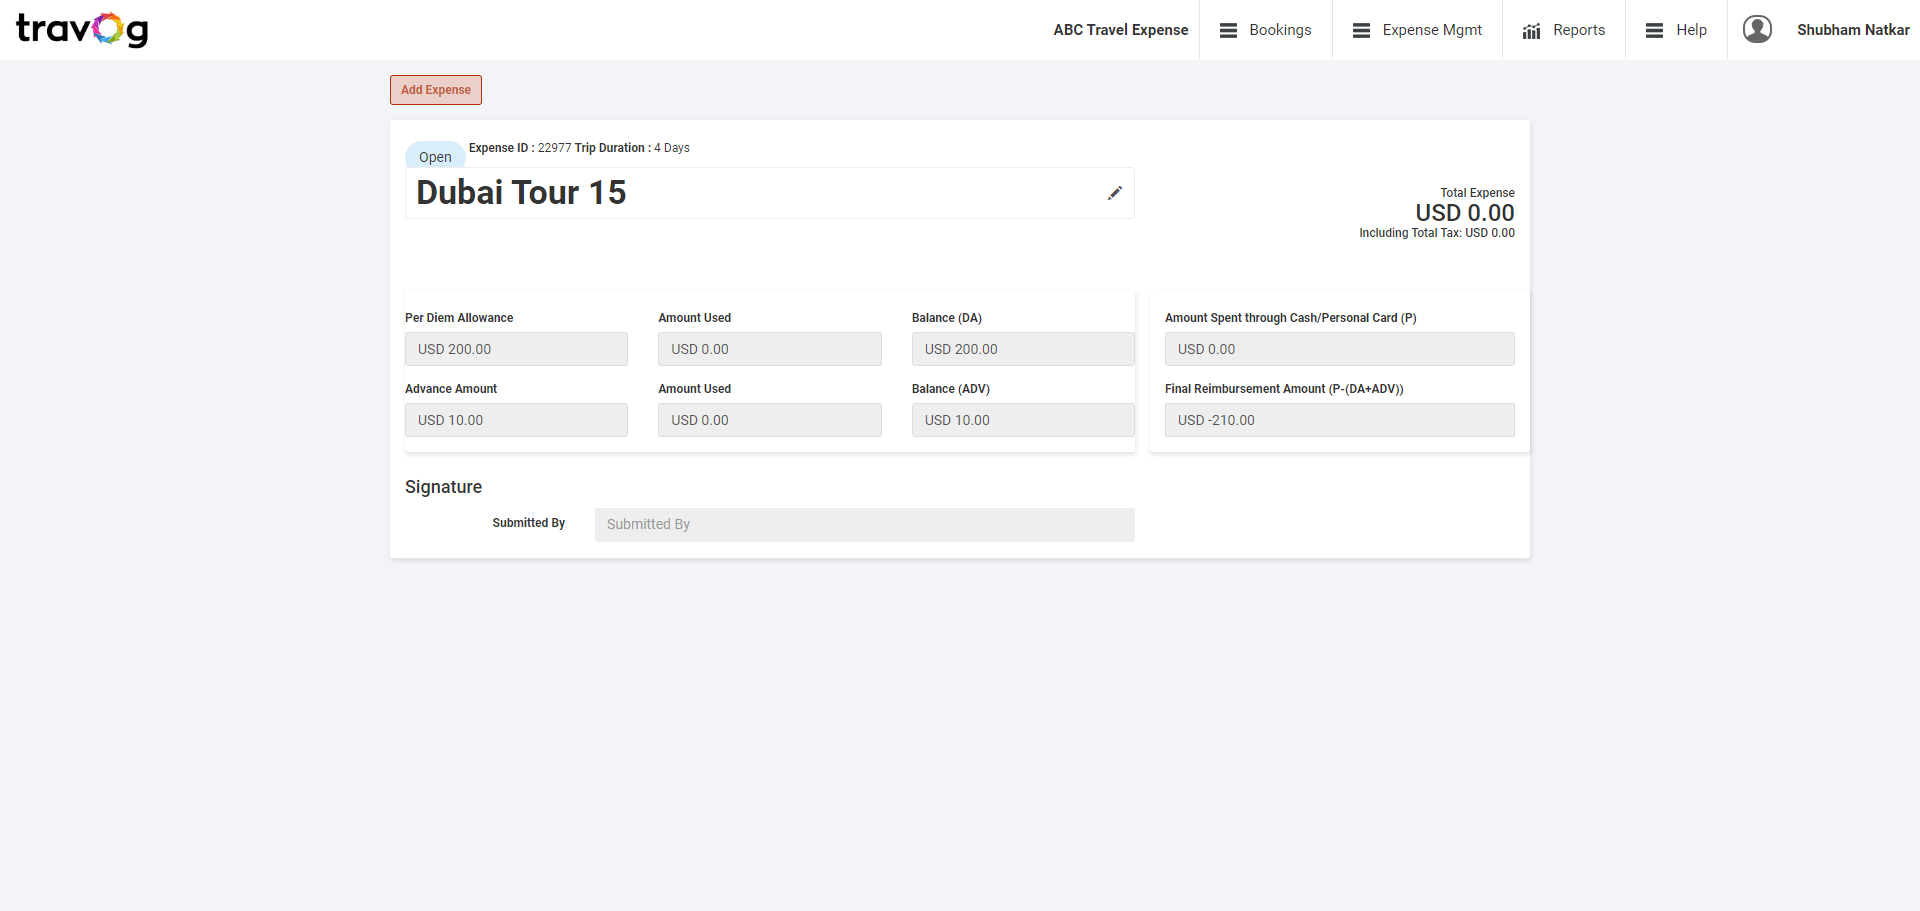 travog
ABC Travel Expense
Bookings
Expense Mgmt
Reports
Help
Shubham Natkar
Add Expense
Open
Expense ID : 22977 Trip Duration : 4 Days
Dubai Tour 15
Total Expense
USD 0.00
Including Total Tax: USD 0.00
Per Diem Allowance
USD 200.00
Amount Used
USD 0.00
Balance (DA)
USD 200.00
Advance Amount
USD 10.00
Amount Used
USD 0.00
Balance (ADV)
USD 10.00
Amount Spent through Cash/Personal Card (P)
USD 0.00
Final Reimbursement Amount (P-(DA+ADV))
USD -210.00
Signature
Submitted By
Submitted By